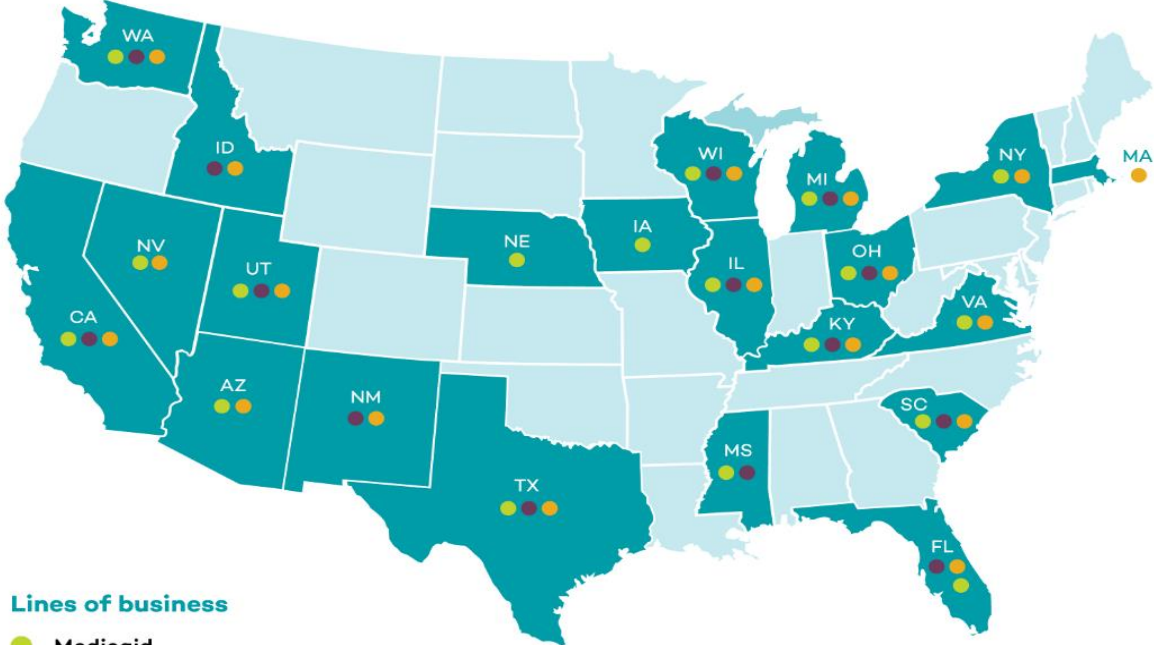 WA
ID
WI
NY
MA
MI
NV
NE
IA
OH
UT
IL
VA
CA
KY
AZ
NM
SC
MS
TX
FL
Lines of business
Medicaid